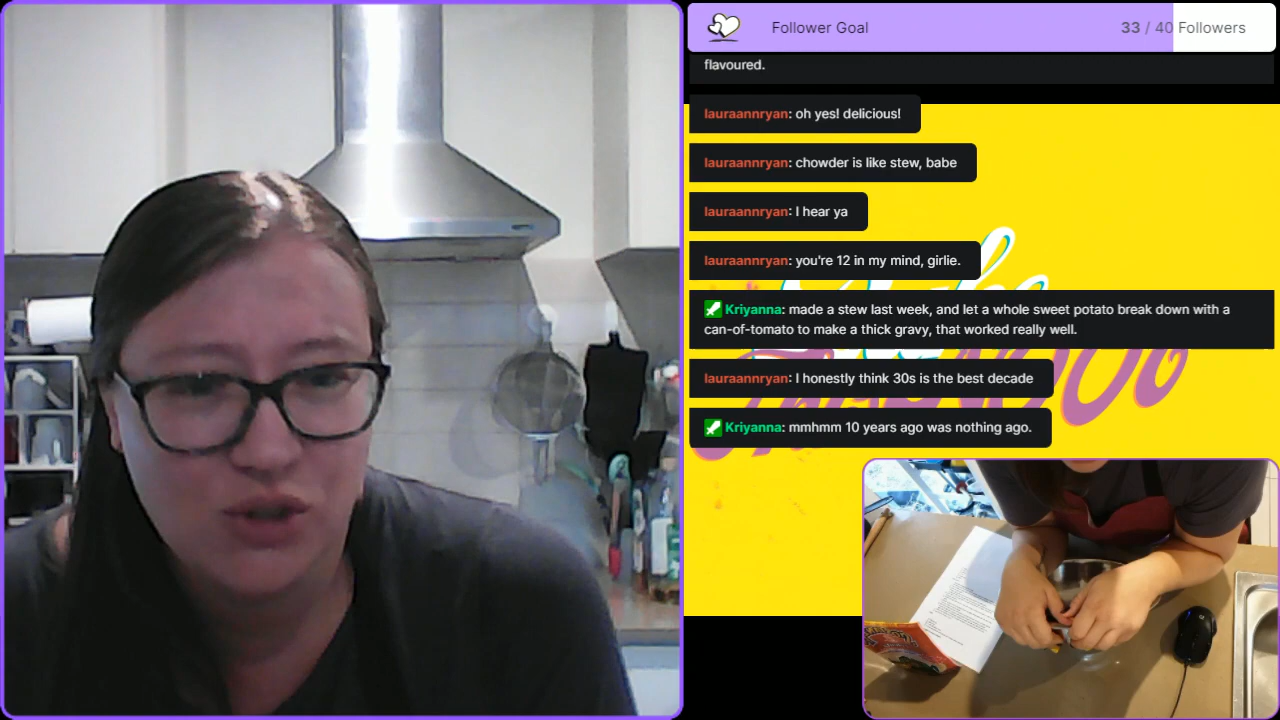 Follower Goal
33 / 40 Followers
flavoured.
lauraannryan: oh yes! delicious!
lauraannryan: chowder is like stew, babe
lauraannryan: I hear ya
lauraannryan: you're 12 in my mind, girlie.
Kriyanna: made a stew last week, and let a whole sweet potato break down with a
can-of-tomato to make a thick gravy, that worked really well.
lauraannryan: I honestly think 30s is the best decade
Kriyanna: mmhmm 10 years ago was nothing ago.